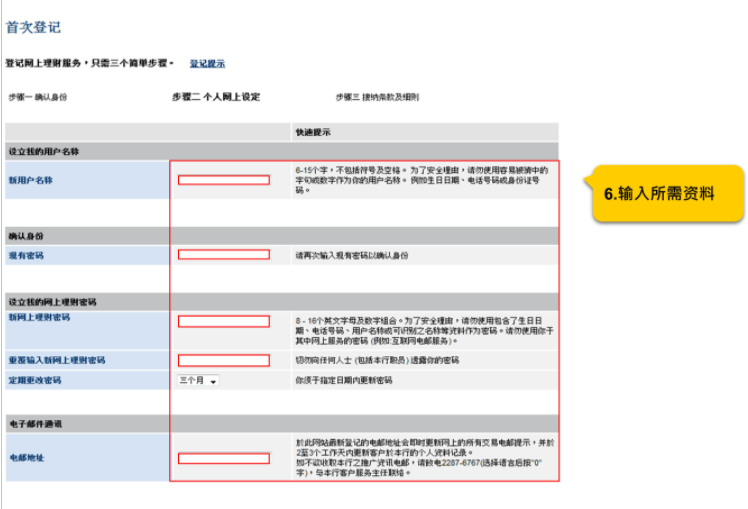 首次登记
登记网上理财服务，只需三个简单步骤。 登记提示
步骤一 确认身份 步骤二 个人网上设定 步骤三 接纳条款及细则
快速提示
设立我的用户名称
新用户名称
6-15个字，不包括符号及空格。为了安全理由，请勿使用容易被猜中的
字句或数字作为你的用户名称。例如生日日期、电话号码或身份证号
码。
6.输入所需资料
确认身份
现有密码 请再次输入现有密码以确认身份
设立我的网上理财密码
新网上理财密码
8 - 16个英文字母及数字组合。为了安全理由，请勿使用包含了生日日
期、电话号码、用户名称或可识别之名称等资料作为密码。请勿使用你于
其中网上服务的密码 (例如:互联网电邮服务)。
重覆输入新网上理财密码 切勿向任何人士 (包括本行职员) 透露你的密码
定期更改密码 三个月 你须于指定日期内更新密码
电子邮件通讯
电邮地址
於此网站最新登记的电邮地址会即时更新网上的所有交易电邮提示，并於
2至3个工作天内更新客户於本行的个人资料记录。
如不欲收取本行之推广资讯电邮，请致电2287-6767(选择语言后按"0"
字)，与本行客户服务主任联络。